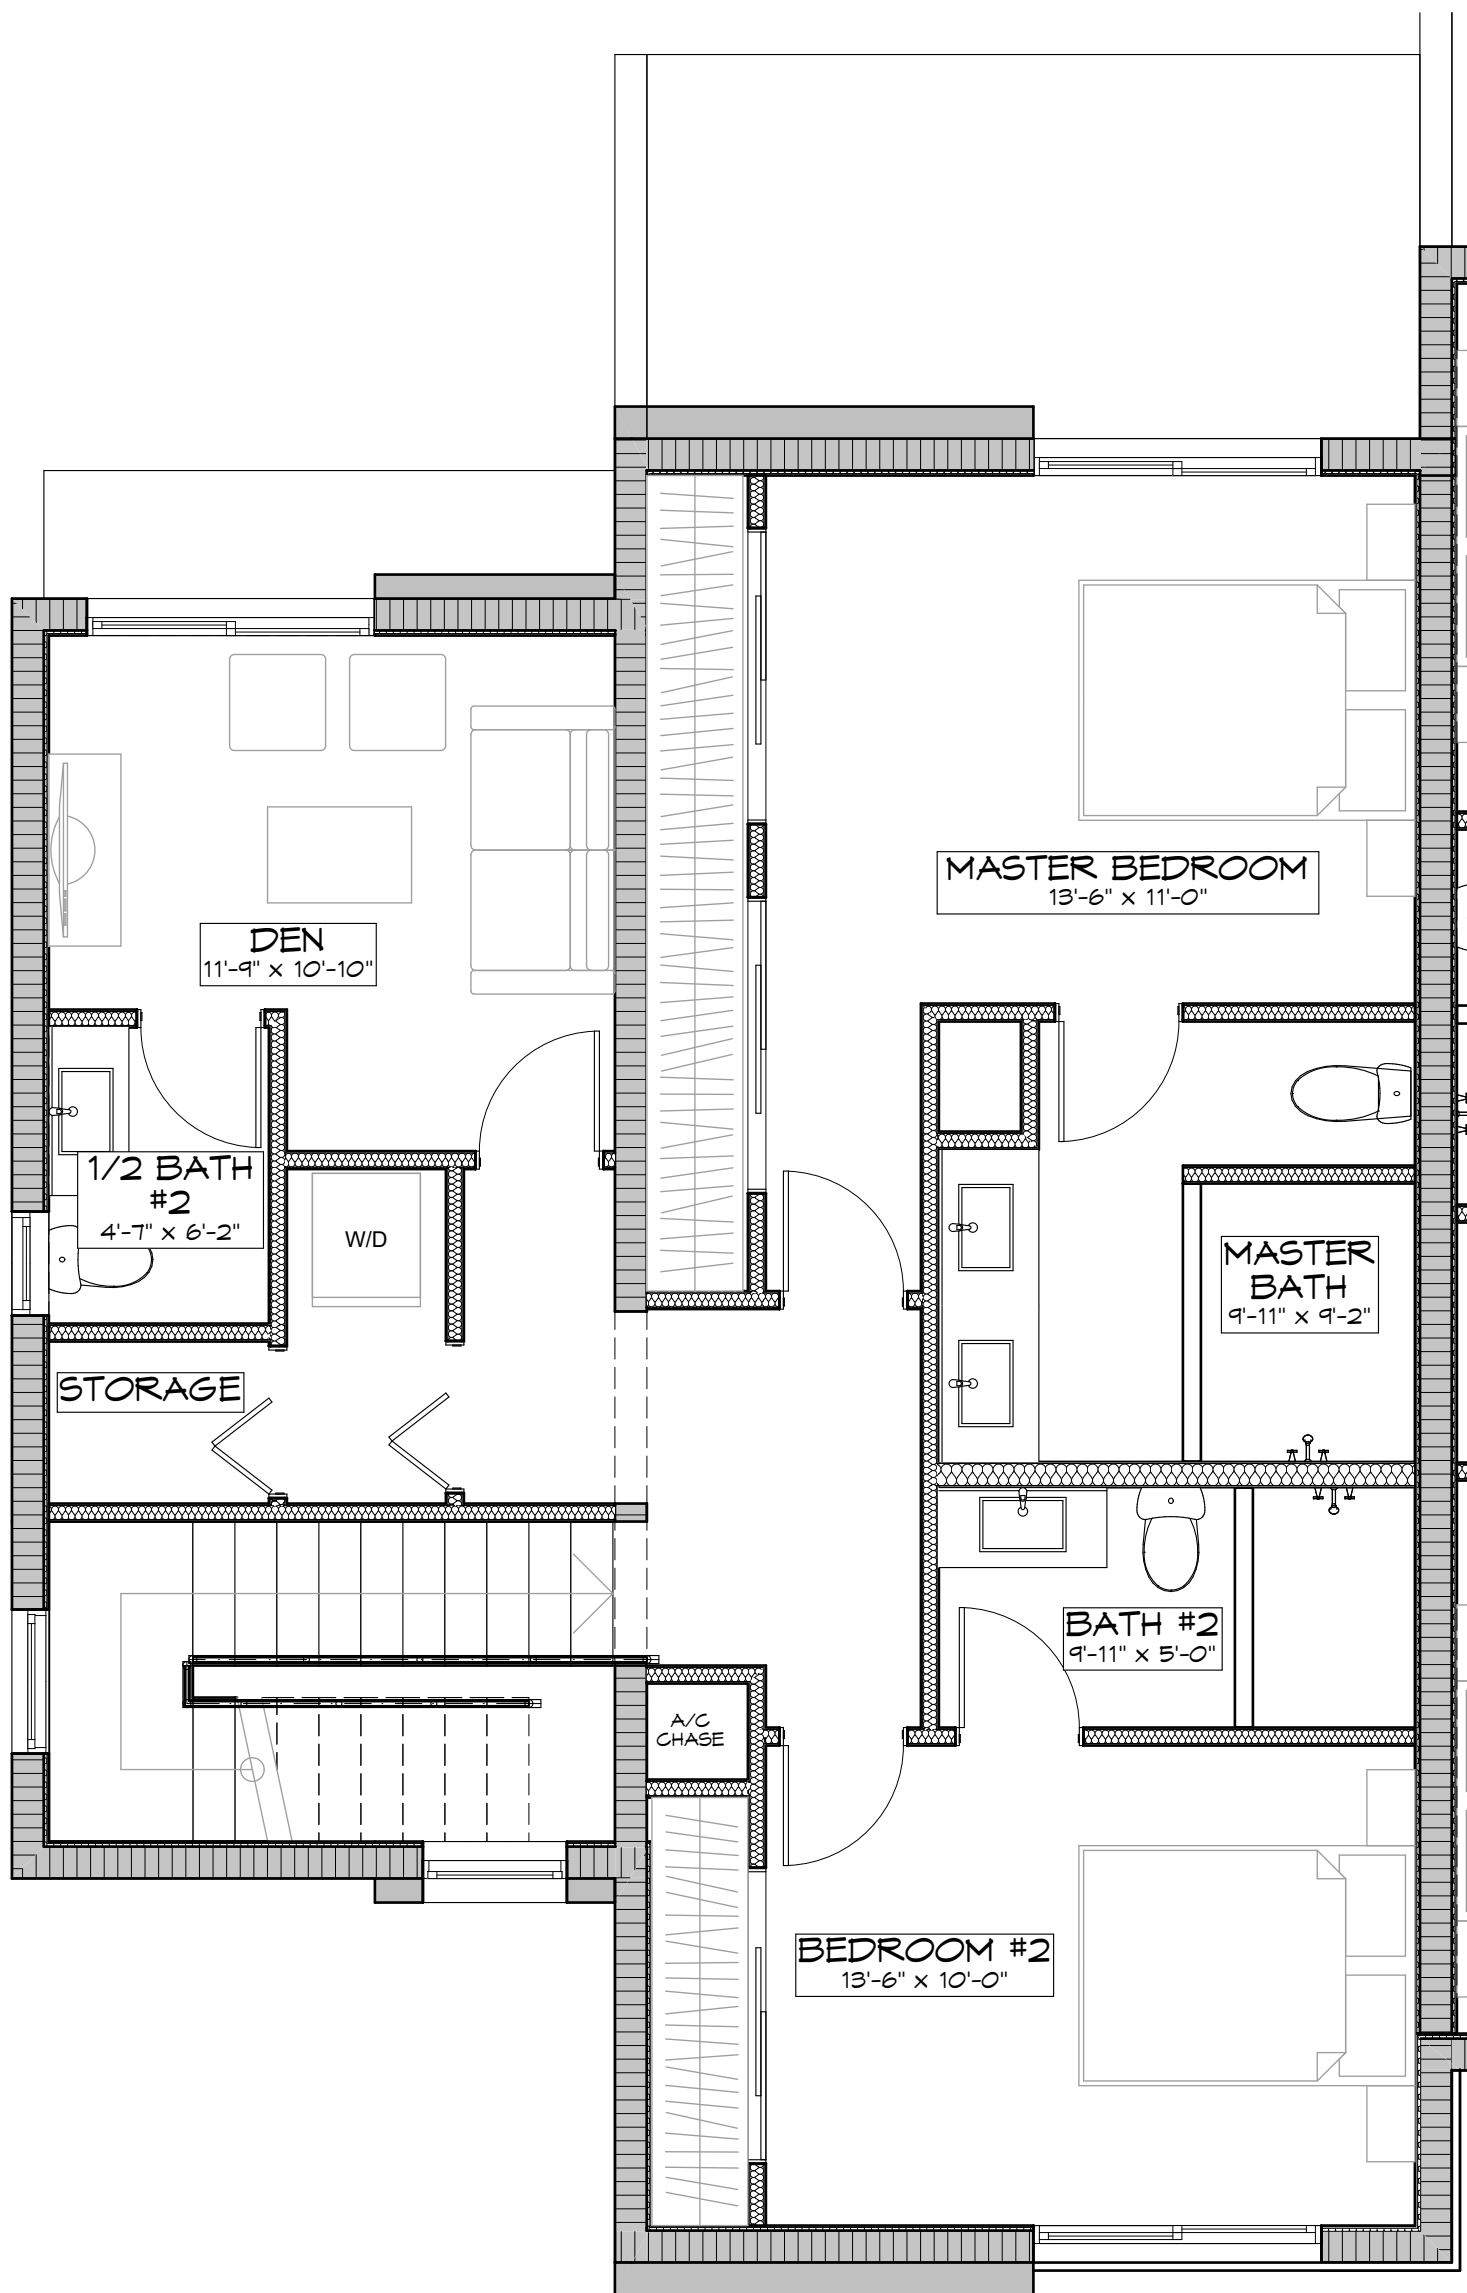 MASTER BEDROOM
13'-6" x 11'-0"
DEN
11'-9" x 10'-10"
1/2 BATH
#2
4'-7" x 6'-2"
W/D
MASTER
BATH
9'-11" x 9'-2"
STORAGE
BATH #2
9'-11" x 5'-0"
A/C
CHASE
BEDROOM #2
13'-6" x 10'-0"